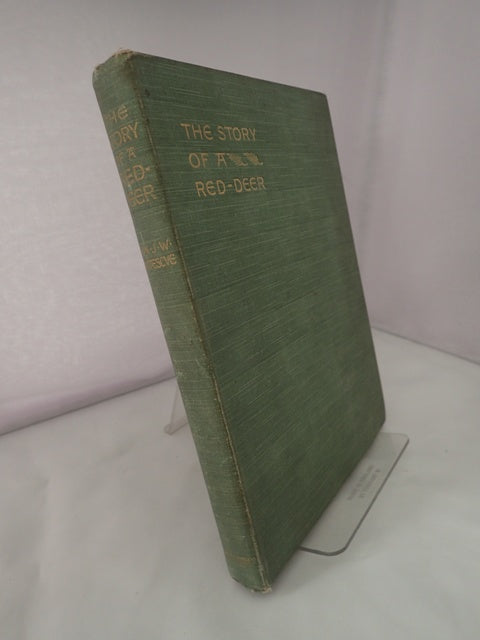 THE
STORY
OF A
RED-
DEER
J.W.
THE STORY
OF A
RED-DEER